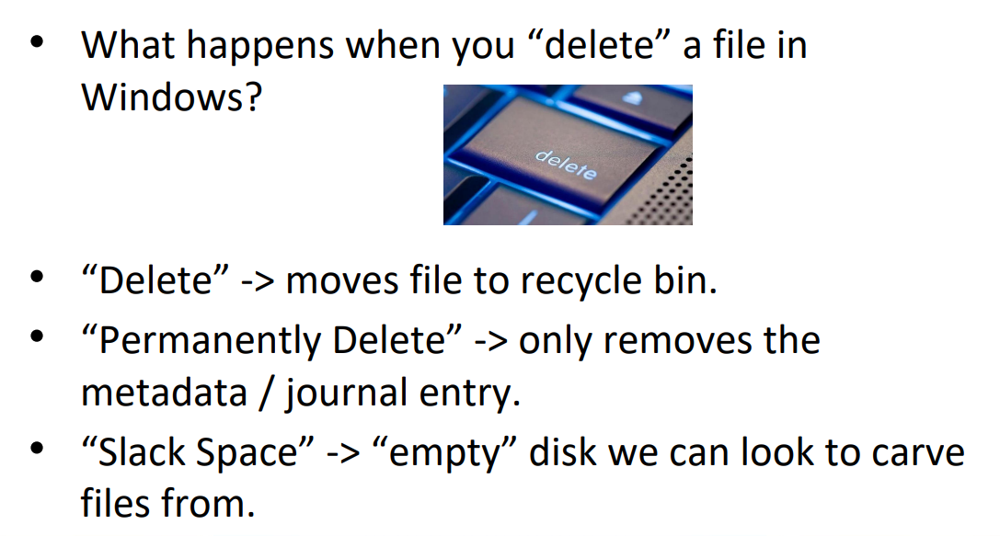 • What happens when you “delete” a file in
Windows?
delete
• “Delete” -> moves file to recycle bin.
• “Permanently Delete” -> only removes the
metadata / journal entry.
• “Slack Space” -> “empty” disk we can look to carve
files from.